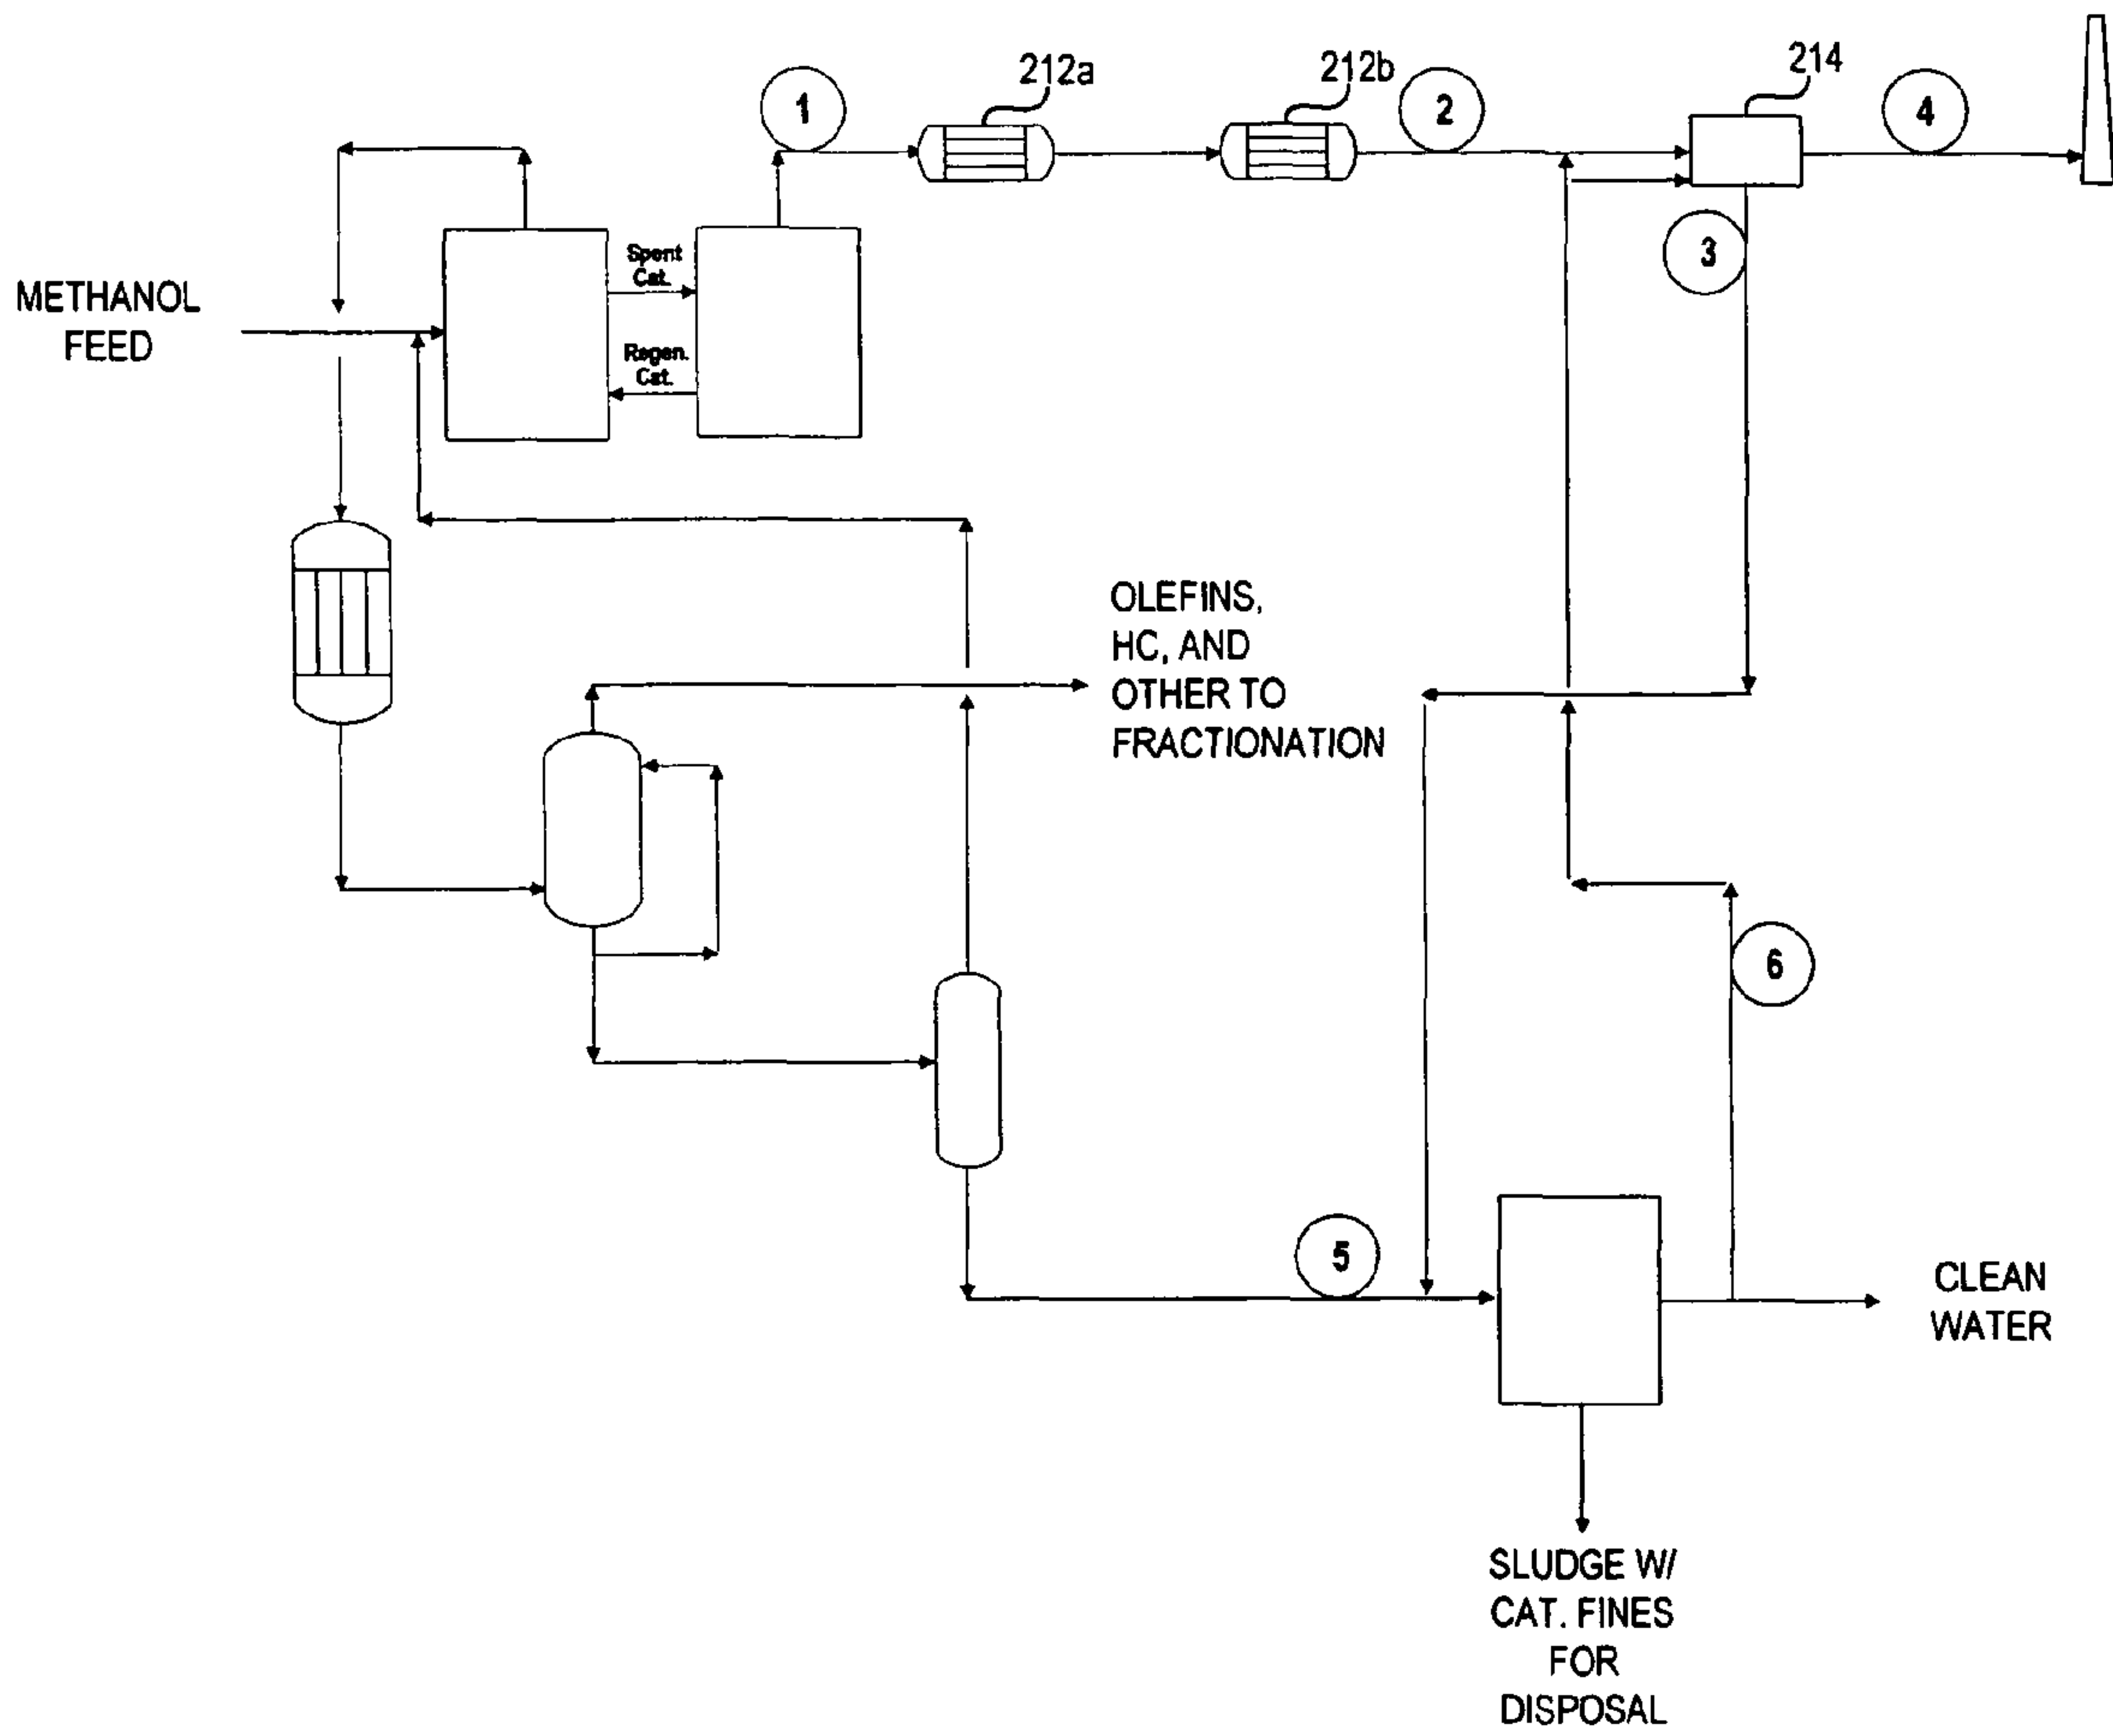 212a
212b
214
1
2
4
3
Spent
Cat.
METHANOL
FEED
Regen.
Cat.
OLEFINS,
HC, AND
OTHER TO
FRACTIONATION
6
5
CLEAN
WATER
SLUDGE W/
CAT. FINES
FOR
DISPOSAL